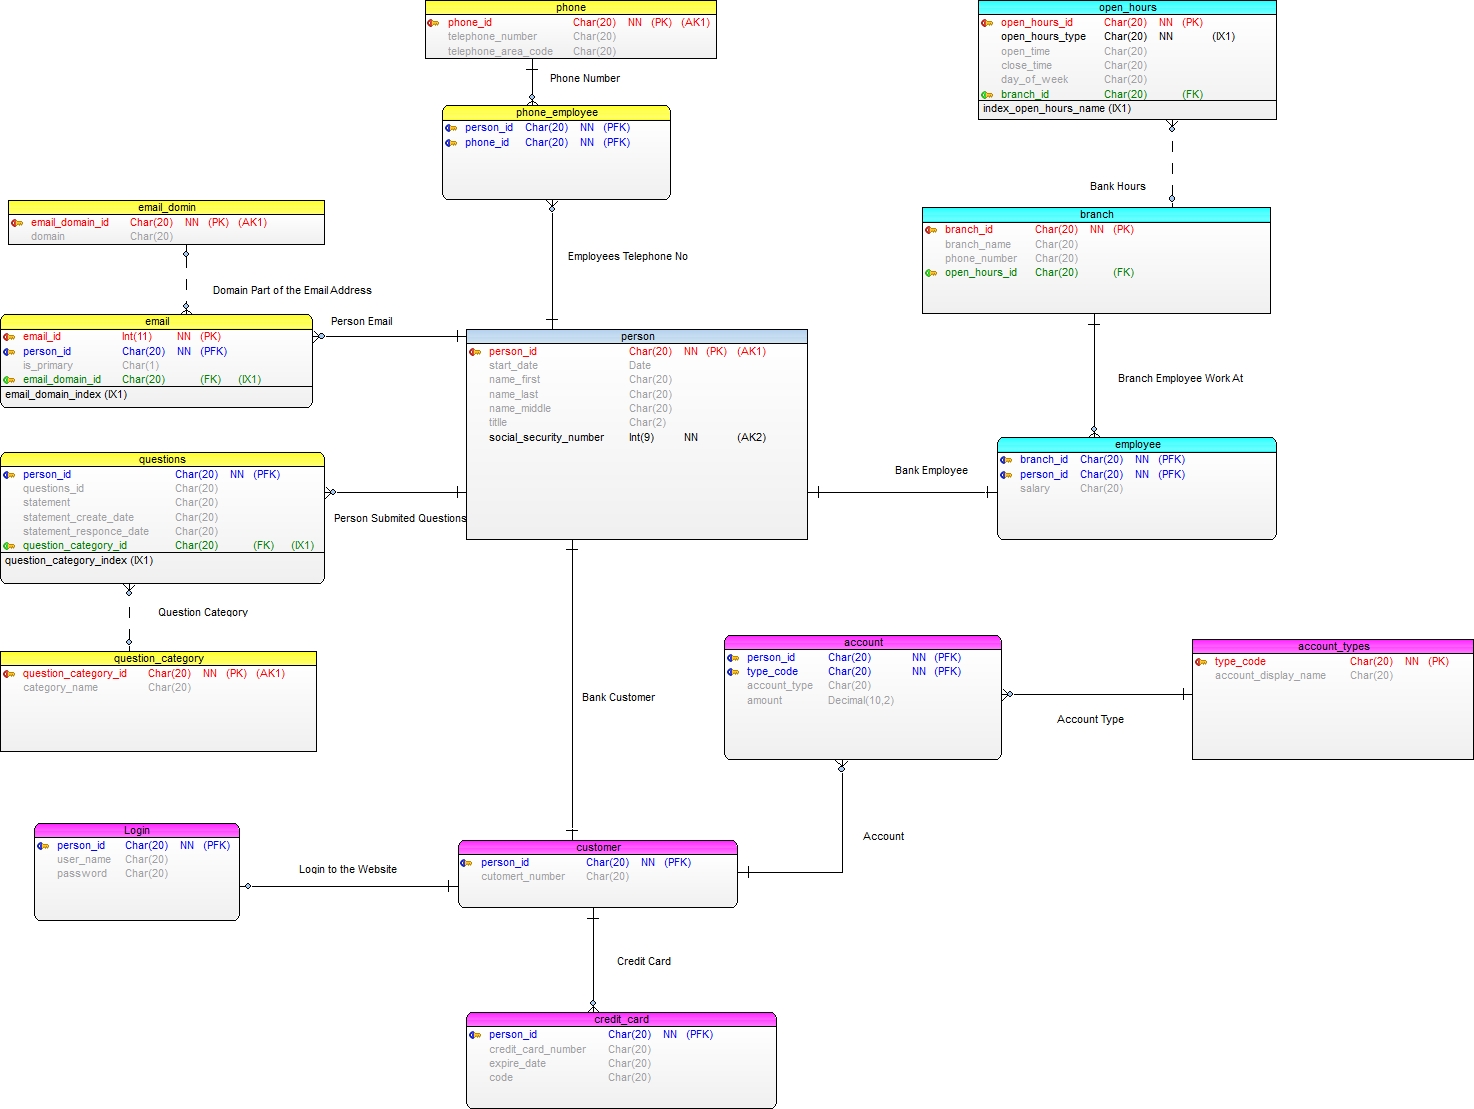 phone
phone_id Char(20) NN (PK) (AK1)
telephone_number Char(20)
telephone_area_code Char(20)
Phone Number
phone_employee
person_id Char(20) NN (PFK)
phone_id Char(20) NN (PFK)
Employees Telephone No
open_hours
open_hours_id Char(20) NN (PK)
open_hours_type Char(20) NN (IX1)
open_time Char(20)
close_time Char(20)
day_of_week Char(20)
branch_id Char(20) (FK)
index_open_hours_name (IX1)
Bank Hours
branch
branch_id Char(20) NN (PK)
branch_name Char(20)
phone_number Char(20)
open_hours_id Char(20) (FK)
Branch Employee Work At
email_domin
email_domain_id Char(20) NN (PK) (AK1)
domain Char(20)
Domain Part of the Email Address
email
email_id Int(11) NN (PK)
person_id Char(20) NN (PFK)
is_primary Char(1)
email_domain_id Char(20) (FK) (IX1)
email_domain_index (IX1)
Person Email
person
person_id Char(20) NN (PK) (AK1)
start_date Date
name_first Char(20)
name_last Char(20)
name_middle Char(20)
titlle Char(2)
social_security_number Int(9) NN (AK2)
Bank Employee
employee
branch_id Char(20) NN (PFK)
person_id Char(20) NN (PFK)
salary Char(20)
questions
person_id Char(20) NN (PFK)
questions_id Char(20)
statement Char(20)
statement_create_date Char(20)
statement_responce_date Char(20)
question_category_id Char(20) (FK) (IX1)
question_category_index (IX1)
Person Submited Questions
Question Category
question_category
question_category_id Char(20) NN (PK) (AK1)
category_name Char(20)
Bank Customer
account
person_id Char(20) NN (PFK)
type_code Char(20) NN (PFK)
account_type Char(20)
amount Decimal(10,2)
Account Type
account_types
type_code Char(20) NN (PK)
account_display_name Char(20)
Account
Login
person_id Char(20) NN (PFK)
user_name Char(20)
password Char(20)
Login to the Website
customer
person_id Char(20) NN (PFK)
cutomert_number Char(20)
Credit Card
credit_card
person_id Char(20) NN (PFK)
credit_card_number Char(20)
expire_date Char(20)
code Char(20)